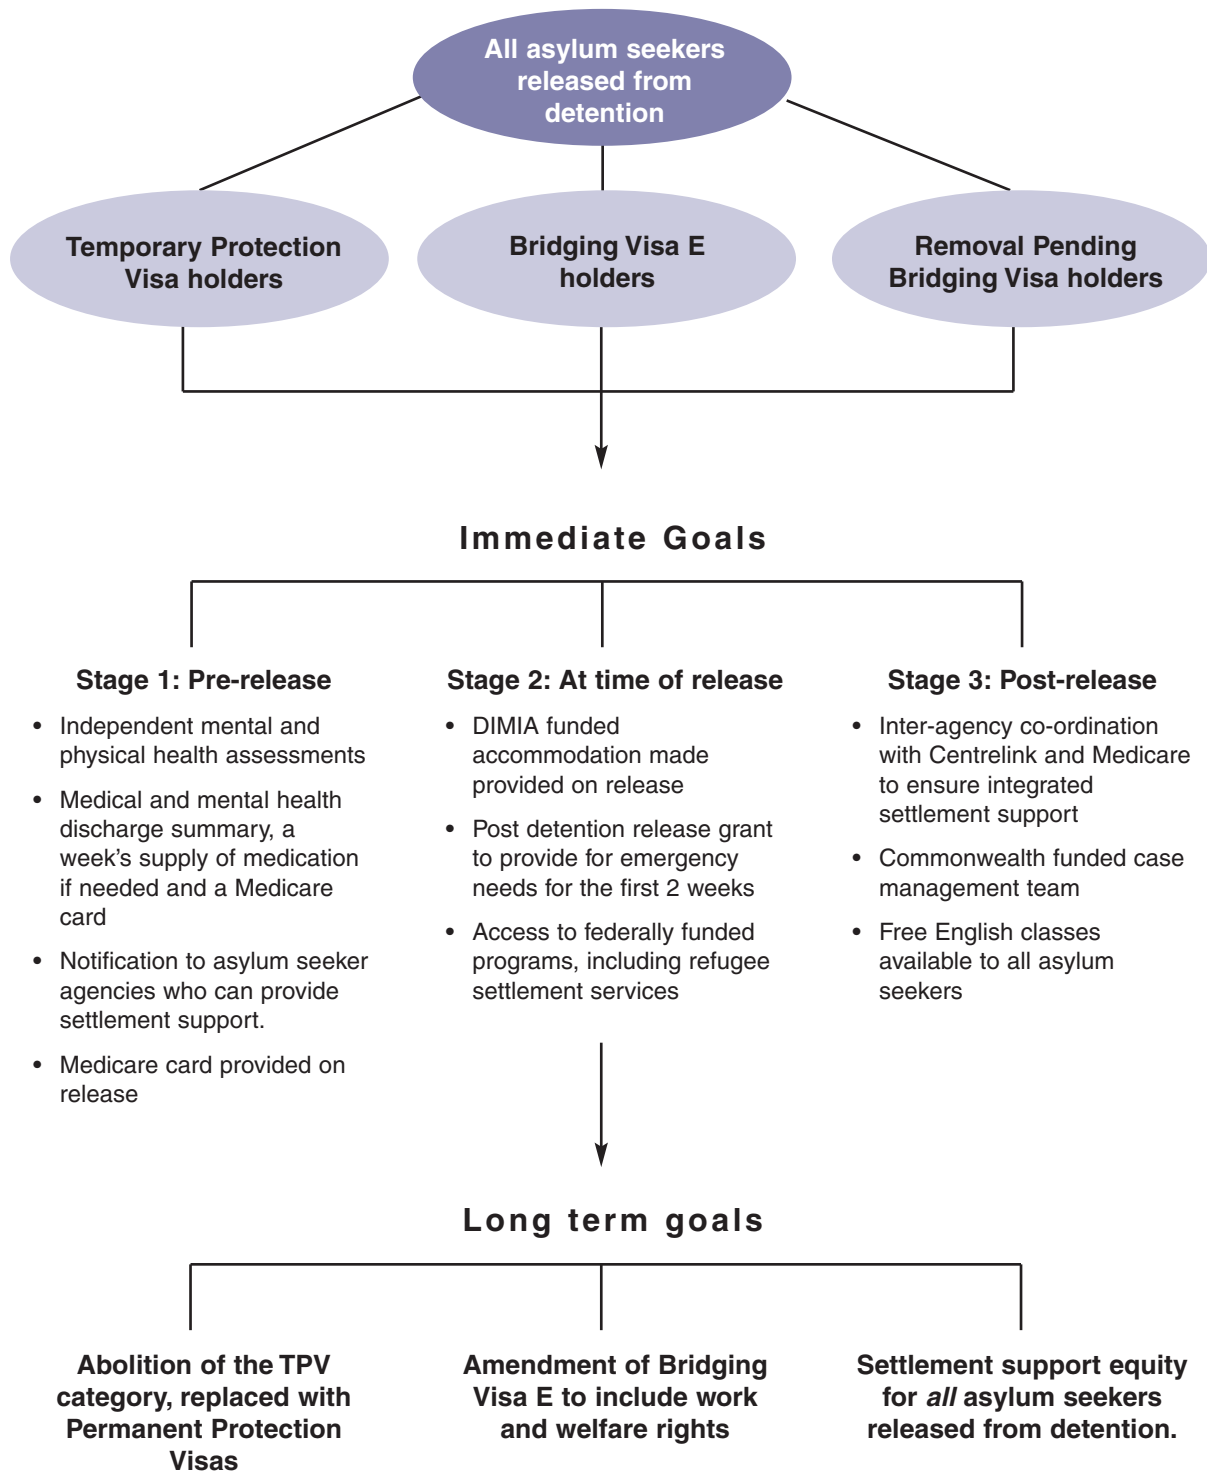 All asylum seekers
released from
detention
Temporary Protection
Visa holders
Bridging Visa E
holders
Removal Pending
Bridging Visa holders
Immediate Goals
Stage 1: Pre-release
• Independent mental and
physical health assessments
• Medical and mental health
discharge summary, a
week's supply of medication
if needed and a Medicare
card
• Notification to asylum seeker
agencies who can provide
settlement support.
• Medicare card provided on
release
Stage 2: At time of release
• DIMIA funded
accommodation made
provided on release
• Post detention release grant
to provide for emergency
needs for the first 2 weeks
• Access to federally funded
programs, including refugee
settlement services
Stage 3: Post-release
• Inter-agency co-ordination
with Centrelink and Medicare
to ensure integrated
settlement support
• Commonwealth funded case
management team
• Free English classes
available to all asylum
seekers
Long term goals
Abolition of the TPV
category, replaced with
Permanent Protection
Visas
Amendment of Bridging
Visa E to include work
and welfare rights
Settlement support equity
for all asylum seekers
released from detention.